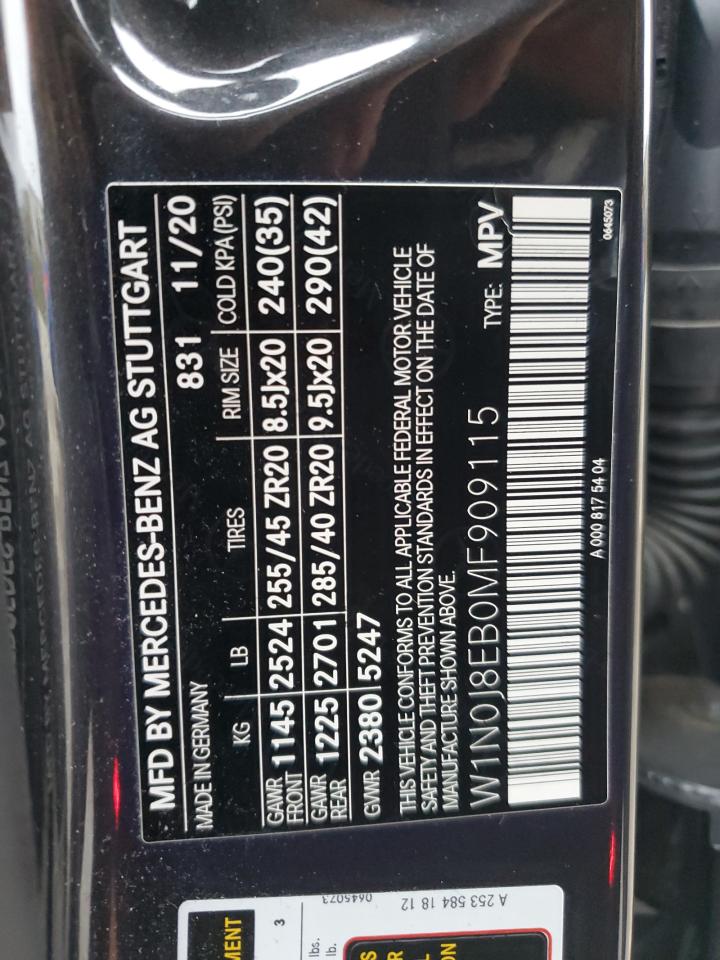 MFD BY MERCEDES-BENZ AG STUTTGART
MADE IN GERMANY 831 11/20
KG LB TIRES RIM SIZE COLD KPA (PSI)
GAWR FRONT 1145 2524 255/45 ZR20 8.5Jx20 240(35)
GAWR REAR 1225 2701 285/40 ZR20 9.5Jx20 290(42)
GVWR 2380 5247
THIS VEHICLE CONFORMS TO ALL APPLICABLE FEDERAL MOTOR VEHICLE
SAFETY AND THEFT PREVENTION STANDARDS IN EFFECT ON THE DATE OF
MANUFACTURE SHOWN ABOVE.
W1N0J8EB0MF909115 TYPE: MPV
A 000 817 54 04 0645073
A 253 584 18 12
0645073
MENT
3
lbs.
lb.